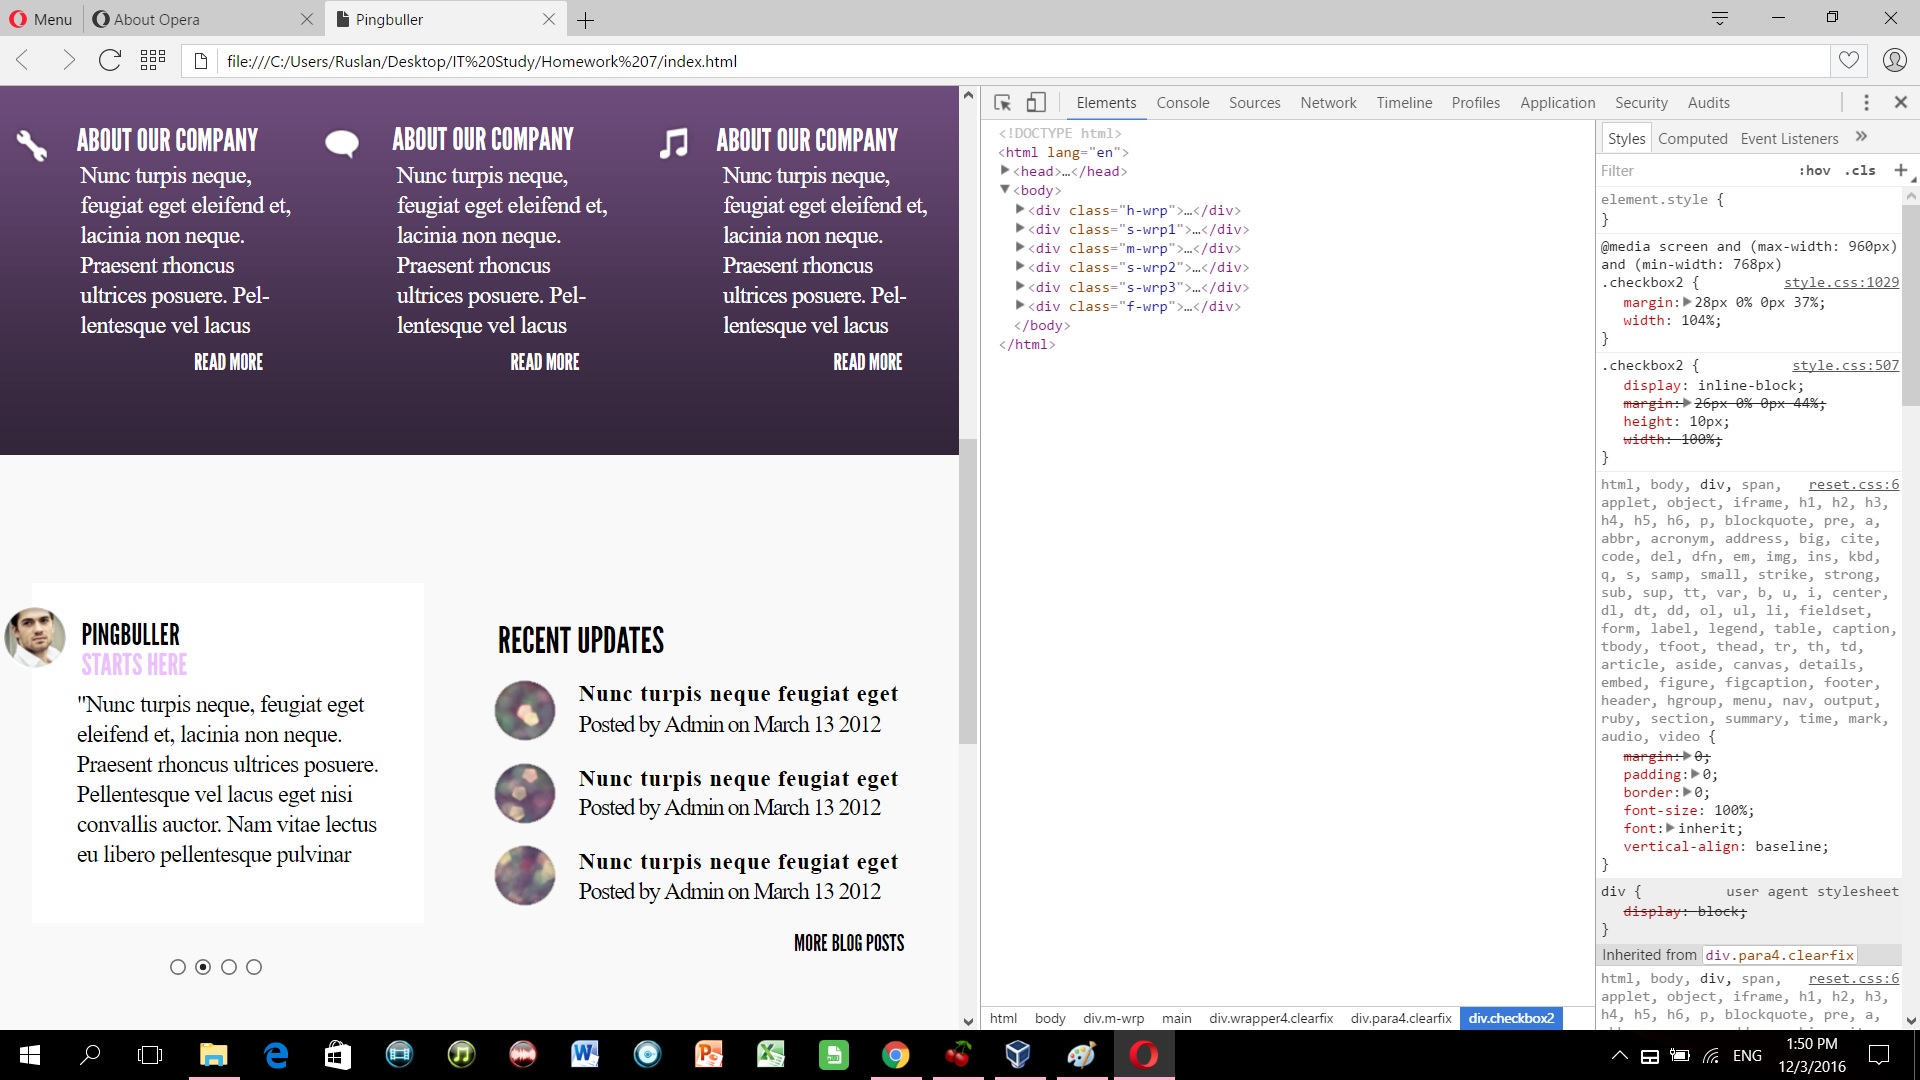 Menu
About Opera
Pingbuller
file:///C:/Users/Ruslan/Desktop/IT%20Study/Homework%207/index.html
ABOUT OUR COMPANY
Nunc turpis neque,
feugiat eget eleifend et,
lacinia non neque.
Praesent rhoncus
ultrices posuere. Pel-
lentesque vel lacus
READ MORE
ABOUT OUR COMPANY
Nunc turpis neque,
feugiat eget eleifend et,
lacinia non neque.
Praesent rhoncus
ultrices posuere. Pel-
lentesque vel lacus
READ MORE
ABOUT OUR COMPANY
Nunc turpis neque,
feugiat eget eleifend et,
lacinia non neque.
Praesent rhoncus
ultrices posuere. Pel-
lentesque vel lacus
READ MORE
PINGBULLER
STARTS HERE
"Nunc turpis neque, feugiat eget
eleifend et, lacinia non neque.
Praesent rhoncus ultrices posuere.
Pellentesque vel lacus eget nisi
convallis auctor. Nam vitae lectus
eu libero pellentesque pulvinar
RECENT UPDATES
Nunc turpis neque feugiat eget
Posted by Admin on March 13 2012
Nunc turpis neque feugiat eget
Posted by Admin on March 13 2012
Nunc turpis neque feugiat eget
Posted by Admin on March 13 2012
MORE BLOG POSTS
Elements Console Sources Network Timeline Profiles Application Security Audits
<!DOCTYPE html>
<html lang="en">
<head>…</head>
<body>
<div class="h-wrp">…</div>
<div class="s-wrp1">…</div>
<div class="m-wrp">…</div>
<div class="s-wrp2">…</div>
<div class="s-wrp3">…</div>
<div class="f-wrp">…</div>
</body>
</html>
html body div.m-wrp main div.wrapper4.clearfix div.para4.clearfix div.checkbox2
Styles Computed Event Listeners »
Filter :hov .cls +
element.style {
}
@media screen and (max-width: 960px)
and (min-width: 768px)
.checkbox2 { style.css:1029
margin: 28px 0% 0px 37%;
width: 104%;
}
.checkbox2 { style.css:507
display: inline-block;
margin: 26px 0% 0px 44%;
height: 10px;
width: 100%;
}
html, body, div, span, reset.css:6
applet, object, iframe, h1, h2, h3,
h4, h5, h6, p, blockquote, pre, a,
abbr, acronym, address, big, cite,
code, del, dfn, em, img, ins, kbd,
q, s, samp, small, strike, strong,
sub, sup, tt, var, b, u, i, center,
dl, dt, dd, ol, ul, li, fieldset,
form, label, legend, table, caption,
tbody, tfoot, thead, tr, th, td,
article, aside, canvas, details,
embed, figure, figcaption, footer,
header, hgroup, menu, nav, output,
ruby, section, summary, time, mark,
audio, video {
margin: 0;
padding: 0;
border: 0;
font-size: 100%;
font: inherit;
vertical-align: baseline;
}
div { user agent stylesheet
display: block;
}
Inherited from div.para4.clearfix
html, body, div, span, reset.css:6
applet, object, iframe, h1, h2, h3,
h4, h5, h6, p, blockquote, pre, a,
ENG
1:50 PM
12/3/2016